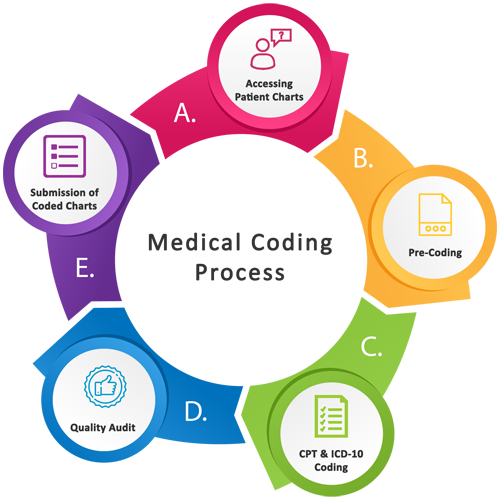 ?
Accessing
Patient Charts
A.
B.
Pre-Coding
C.
CPT & ICD-10
Coding
D.
Quality Audit
E.
Submission of
Coded Charts
Medical Coding
Process